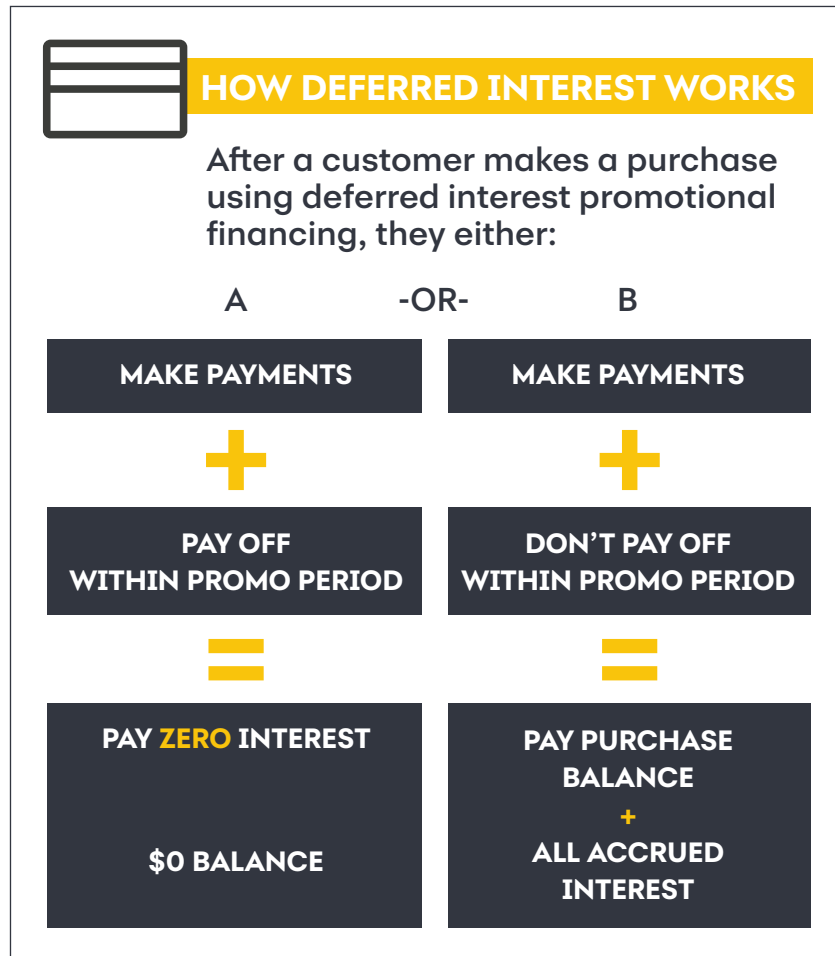 HOW DEFERRED INTEREST WORKS
After a customer makes a purchase
using deferred interest promotional
financing, they either:
A -OR- B
MAKE PAYMENTS
+
PAY OFF
WITHIN PROMO PERIOD
=
PAY ZERO INTEREST
$0 BALANCE
MAKE PAYMENTS
+
DON'T PAY OFF
WITHIN PROMO PERIOD
=
PAY PURCHASE
BALANCE
+
ALL ACCRUED
INTEREST